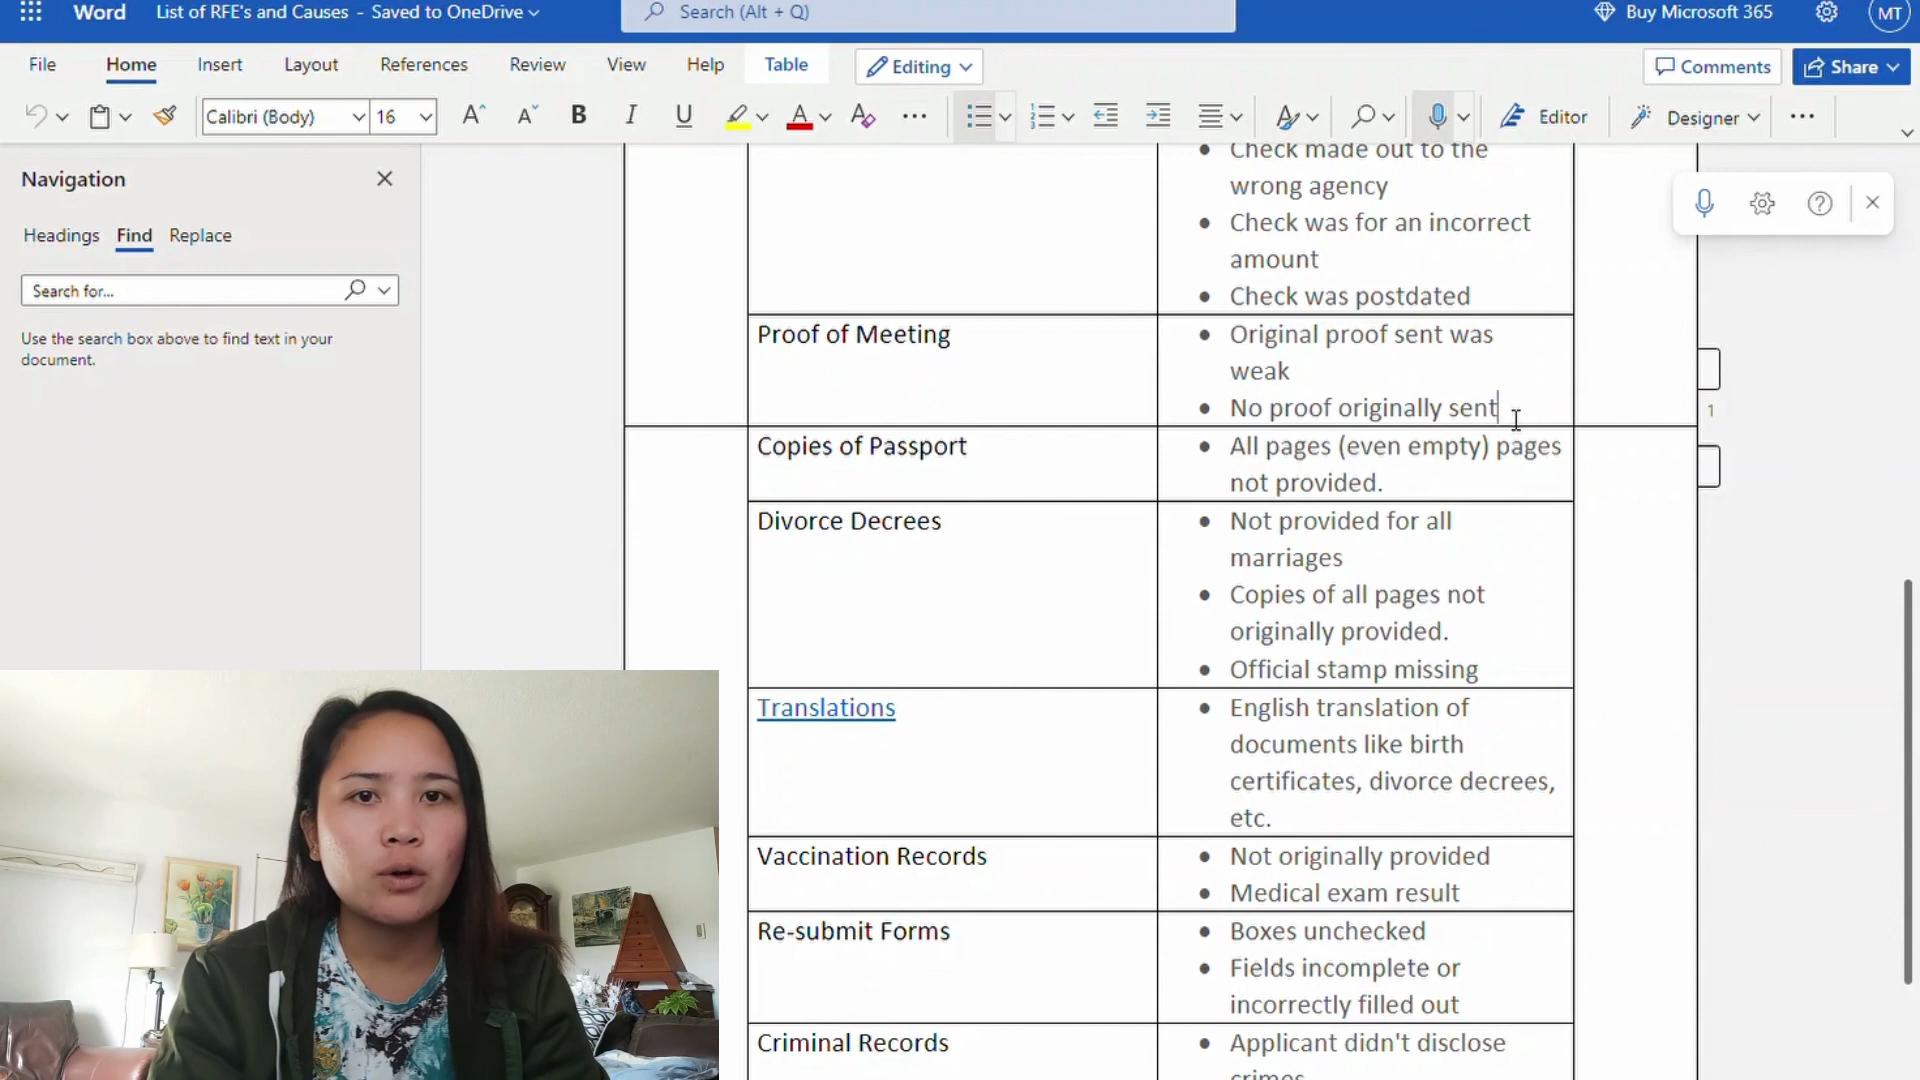 Word
List of RFE's and Causes - Saved to OneDrive
Search (Alt + Q)
Buy Microsoft 365
MT
File
Home
Insert
Layout
References
Review
View
Help
Table
Editing
Comments
Share
Calibri (Body)
16
Editor
Designer
Navigation
Headings
Find
Replace
Search for...
Use the search box above to find text in your
document.
Check made out to the
wrong agency
Check was for an incorrect
amount
Check was postdated
Proof of Meeting
Original proof sent was
weak
No proof originally sent
1
Copies of Passport
All pages (even empty) pages
not provided.
Divorce Decrees
Not provided for all
marriages
Copies of all pages not
originally provided.
Official stamp missing
Translations
English translation of
documents like birth
certificates, divorce decrees,
etc.
Vaccination Records
Not originally provided
Medical exam result
Re-submit Forms
Boxes unchecked
Fields incomplete or
incorrectly filled out
Criminal Records
Applicant didn't disclose
crimes